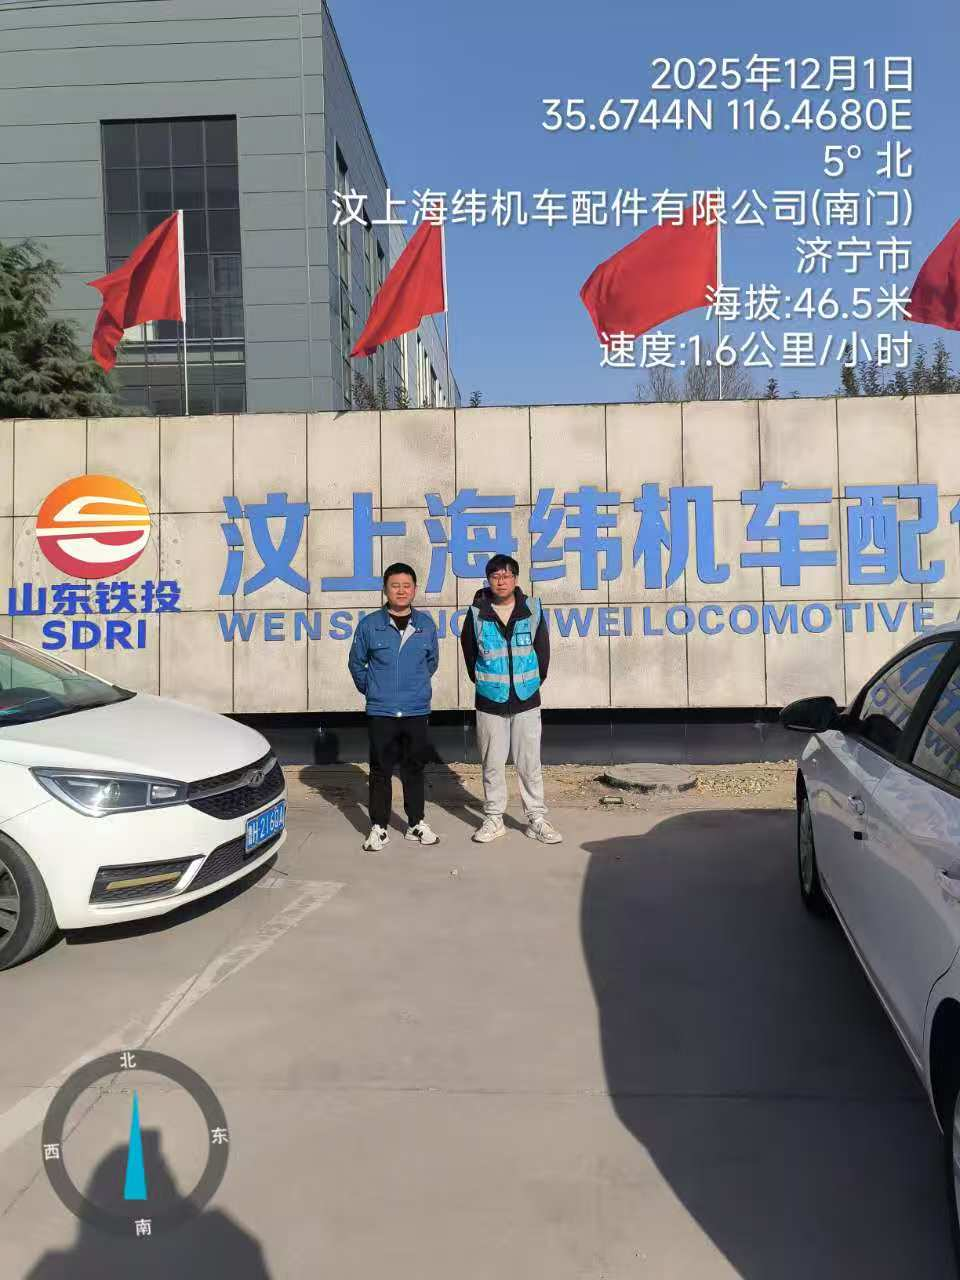 2025年12月1日
35.6744N 116.4680E
5° 北
汶上海纬机车配件有限公司(南门)
济宁市
海拔:46.5米
速度:1.6公里/小时
汶上海纬机车配
山东铁投
SDRI
LOCOMOTIVE
北
东
西
南